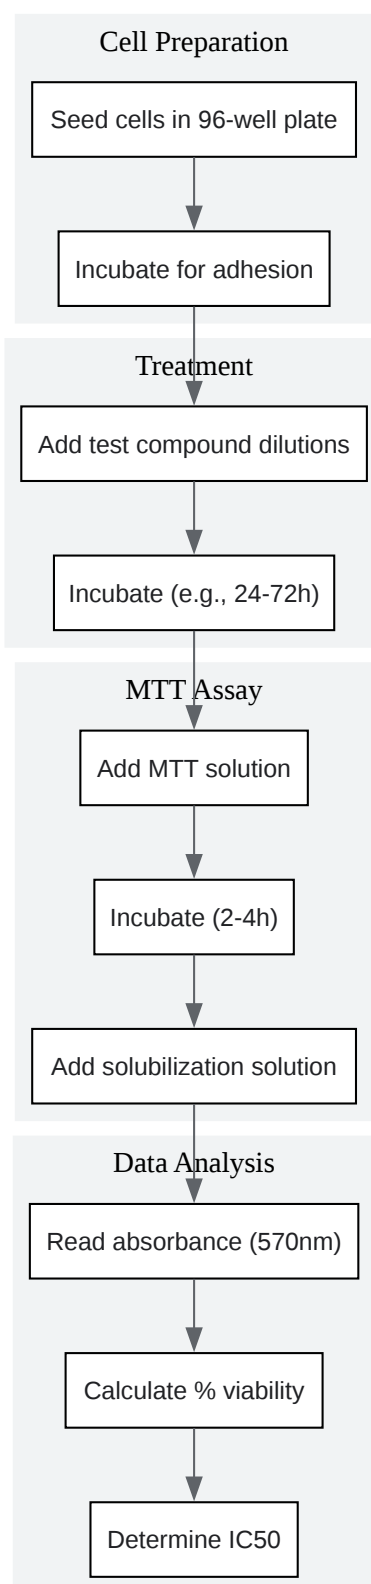 Cell Preparation
Seed cells in 96-well plate
Incubate for adhesion
Treatment
Add test compound dilutions
Incubate (e.g., 24-72h)
MTT Assay
Add MTT solution
Incubate (2-4h)
Add solubilization solution
Data Analysis
Read absorbance (570nm)
Calculate % viability
Determine IC50